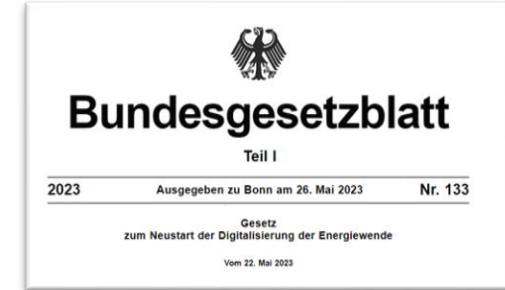 Bundesgesetzblatt
Teil I
2023 Ausgegeben zu Bonn am 26. Mai 2023 Nr. 133
Gesetz
zum Neustart der Digitalisierung der Energiewende
Vom 22. Mai 2023